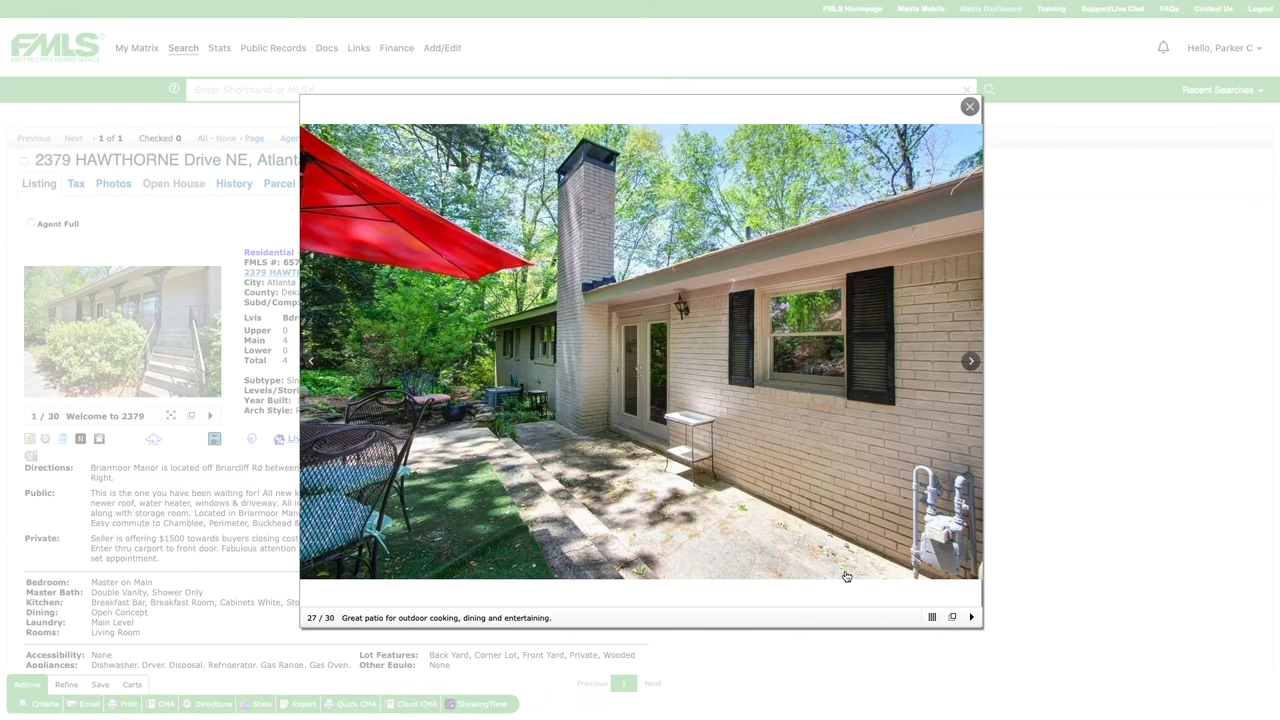 FMLS Homepage Matrix Mobile Matrix Dashboard Training Support/Live Chat FAQs Contact Us Logout
FMLS
FIRST MULTIPLE LISTING SERVICE
My Matrix Search Stats Public Records Docs Links Finance Add/Edit
Hello, Parker C
Enter Shorthand or MLS#
Recent Searches
Previous Next · 1 of 1 Checked 0 All · None · Page
2379 HAWTHORNE Drive NE,
Listing Tax Photos Open House History Parcel
Agent Full
Residential
FMLS #:
City: Atlanta
County:
Lvls
Upper 0
Main 4
Lower 0
Total 4
Subtype:
Year Built:
Arch Style:
1 / 30 Welcome to 2379
Directions: Briarmoor Manor is located off Briarcliff Rd between
Right.
Public: This is the one you have been waiting for! All new
newer roof, water heater, windows & driveway. All
along with storage room. Located in Briarmoor
Easy commute to Chamblee, Perimeter, Buckhead
Private: Seller is offering $1500 towards buyers closing
Enter thru carport to front door. Fabulous attention
set appointment.
Bedroom: Master on Main
Master Bath: Double Vanity, Shower Only
Kitchen: Breakfast Bar, Breakfast Room, Cabinets White,
Dining: Open Concept
Laundry: Main Level
Rooms: Living Room
Accessibility: None Lot Features: Back Yard, Corner Lot, Front Yard, Private, Wooded
Appliances: Dishwasher, Dryer, Disposal, Refrigerator, Gas Range, Gas Oven, Other Equip: None
27 / 30 Great patio for outdoor cooking, dining and entertaining.
Actions Refine Save Carts
Previous 1 Next
Criteria Email Print CMA Directions Stats Export Quick CMA Cloud CMA ShowingTime